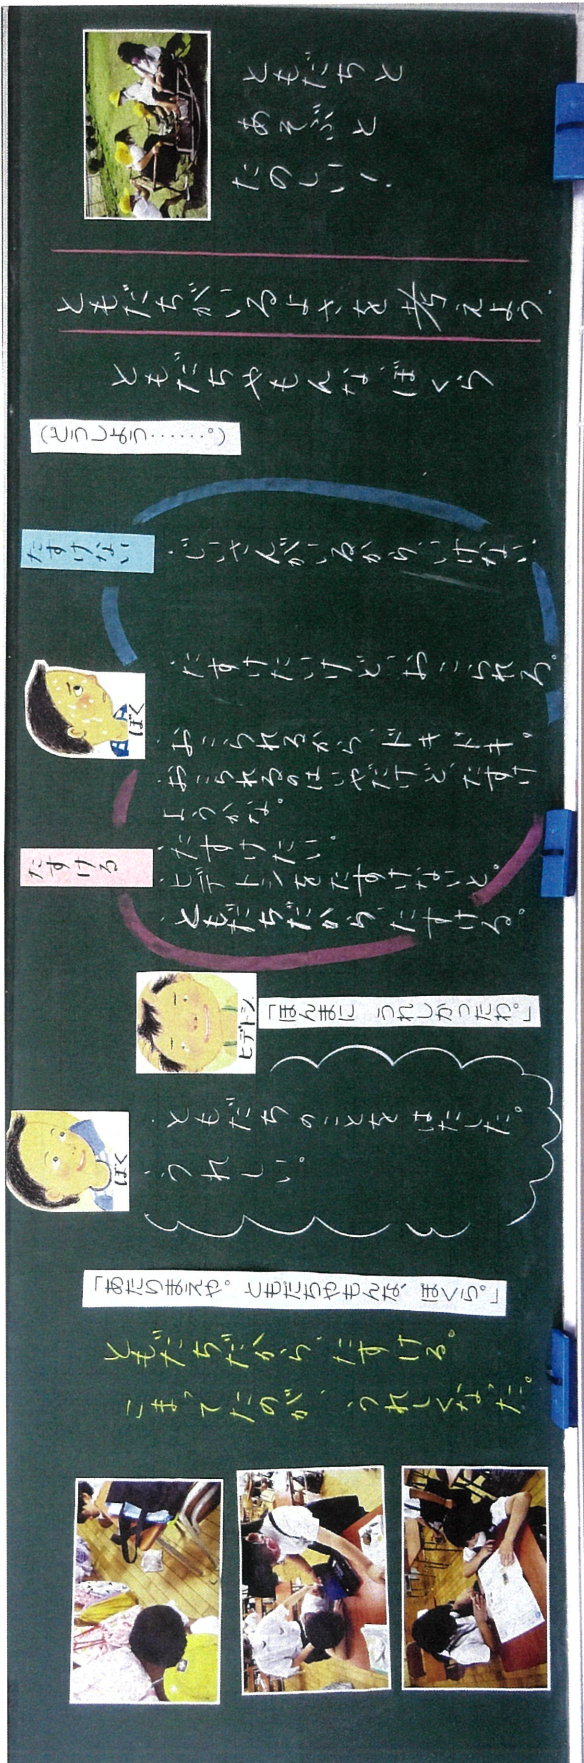 ともだちと
あそぶと
たのしい!
ともだちがいるよさを考えよう。
ともだちやもんな、ぼくら
(どうしよう……。)
たすけない
・じいさんがいるから、いけない。
・たすけたいけど、おこられる。
ぼく
・おこられるから、ドキドキ。
・おこられるのはいやだけど、たすけ
ようかな。
・たすけたい。
たすける
・ヒデトシをたすけないと。
・ともだちだから、たすける。
ヒデトシ
「ほんまに うれしかったわ。」
・ともだちのことをはなした。
・うれしい。
ぼく
「あたりまえや。ともだちやもんな、ぼくら。」
ともだちだから、たすける。
こまってたのが、うれしくなった。